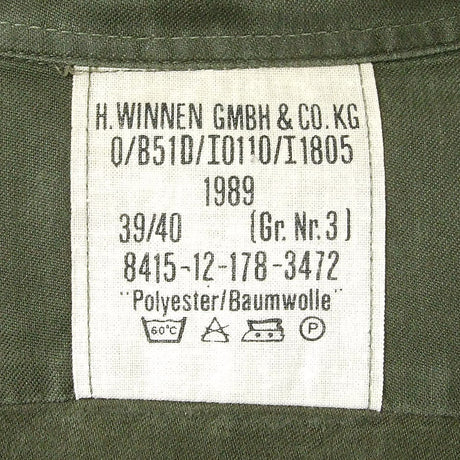 H. WINNEN GMBH & CO. KG
Q/B51D/I0110/I1805
1989
39/40 (Gr. Nr. 3)
8415-12-178-3472
"Polyester/Baumwolle"
60°C P